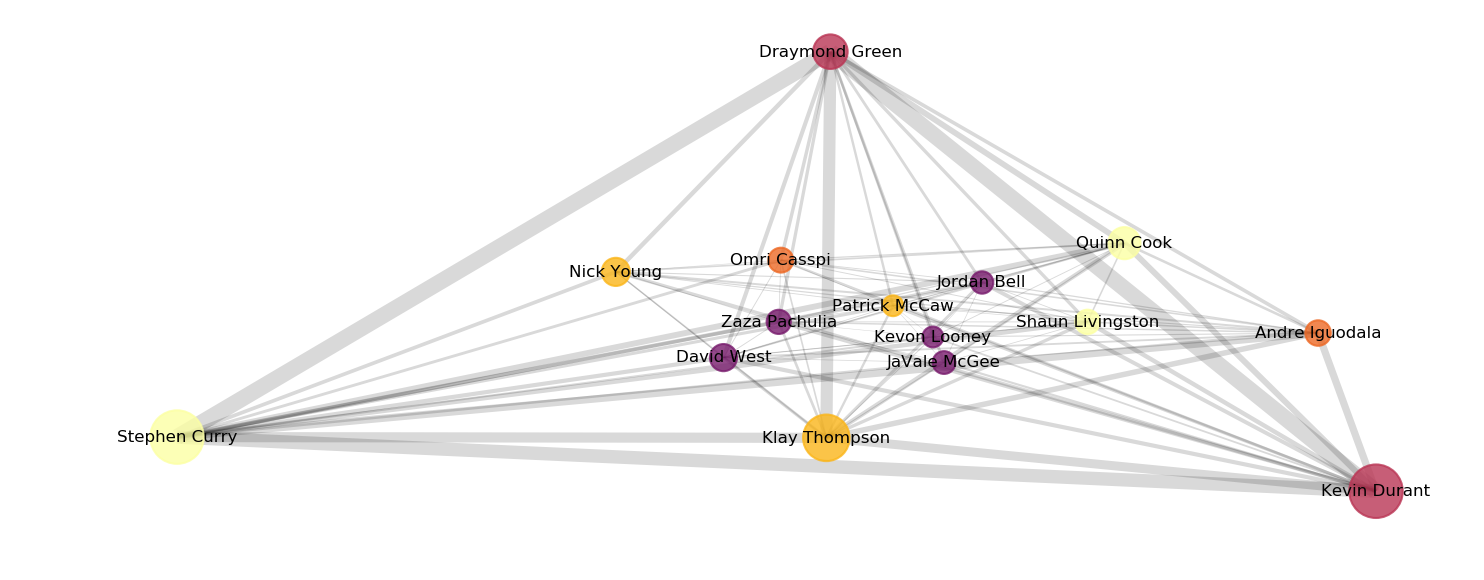 Draymond Green
Quinn Cook
Omri Casspi
Nick Young
Jordan Bell
Patrick McCaw
Zaza Pachulia
Shaun Livingston
Andre Iguodala
Kevon Looney
David West
JaVale McGee
Stephen Curry
Klay Thompson
Kevin Durant